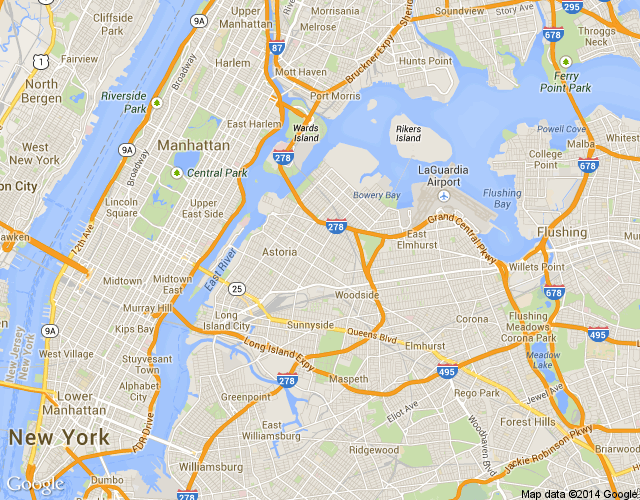 Cliffside
Park
9A
Upper
Manhattan
Morrisania
Melrose
Soundview
Story Ave
295
Throggs
Neck
678
1
Fairview
Broadway
Harlem
87
Mott Haven
Bruckner Expy
Hunts Point
Ferry
Point Park
North
Bergen
Riverside
Park
Port Morris
East Harlem
Wards
Island
Rikers
Island
Powell Cove
Malba
West
New York
9A
Manhattan
278
678
College
Point
Central Park
LaGuardia
Airport
Bowery Bay
Flushing
Bay
Broadway
Lincoln
Square
Upper
East Side
12th Ave
278
Grand Central Pkwy
East
Elmhurst
Flushing
Astoria
East River
Willets Point
Midtown
Midtown
East
25
Woodside
678
Murray Hill
Long
Island City
Sunnyside
Corona
Flushing
Meadows
Corona Park
9A
Kips Bay
Queens Blvd
Elmhurst
495
New Jersey
New York
West Village
Stuyvesant
Town
Long Island Expy
Meadow
Lake
Alphabet
City
278
Maspeth
495
Rego Park
Jewel Ave
Lower
Manhattan
Greenpoint
Eliot Ave
Forest Hills
New York
FDR Drive
East
Williamsburg
Woodhaven Blvd
Jackie Robinson Pkwy
Ridgewood
Briarwood
Williamsburg
Dumbo
278
Google
Map data ©2014 Google